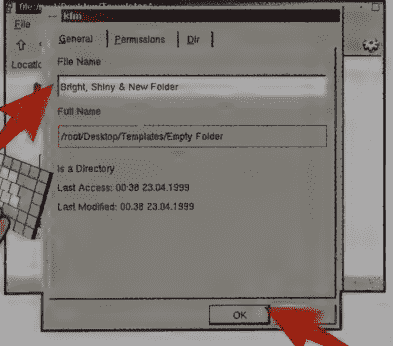 kfm
File
General
Permissions
Dir
File Name
Bright, Shiny & New Folder
Full Name
/root/Desktop/Templates/Empty Folder
Is a Directory
Last Access: 00:38 23.04.1999
Last Modified: 00:38 23.04.1999
OK